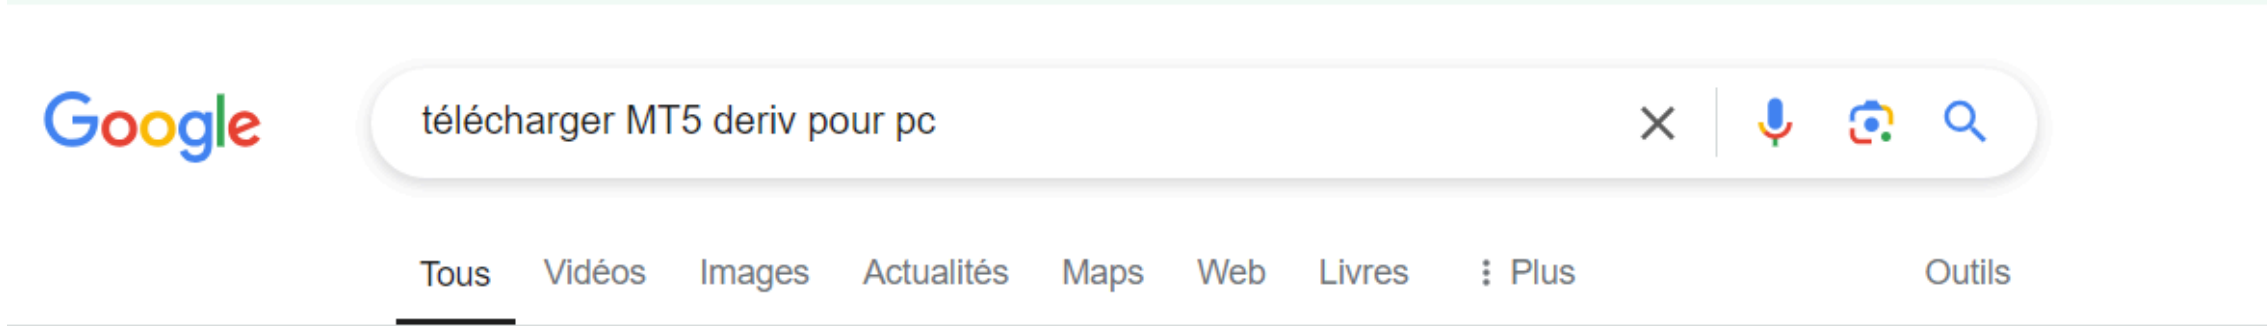 Google
télécharger MT5 deriv pour pc
Tous Vidéos Images Actualités Maps Web Livres Plus Outils